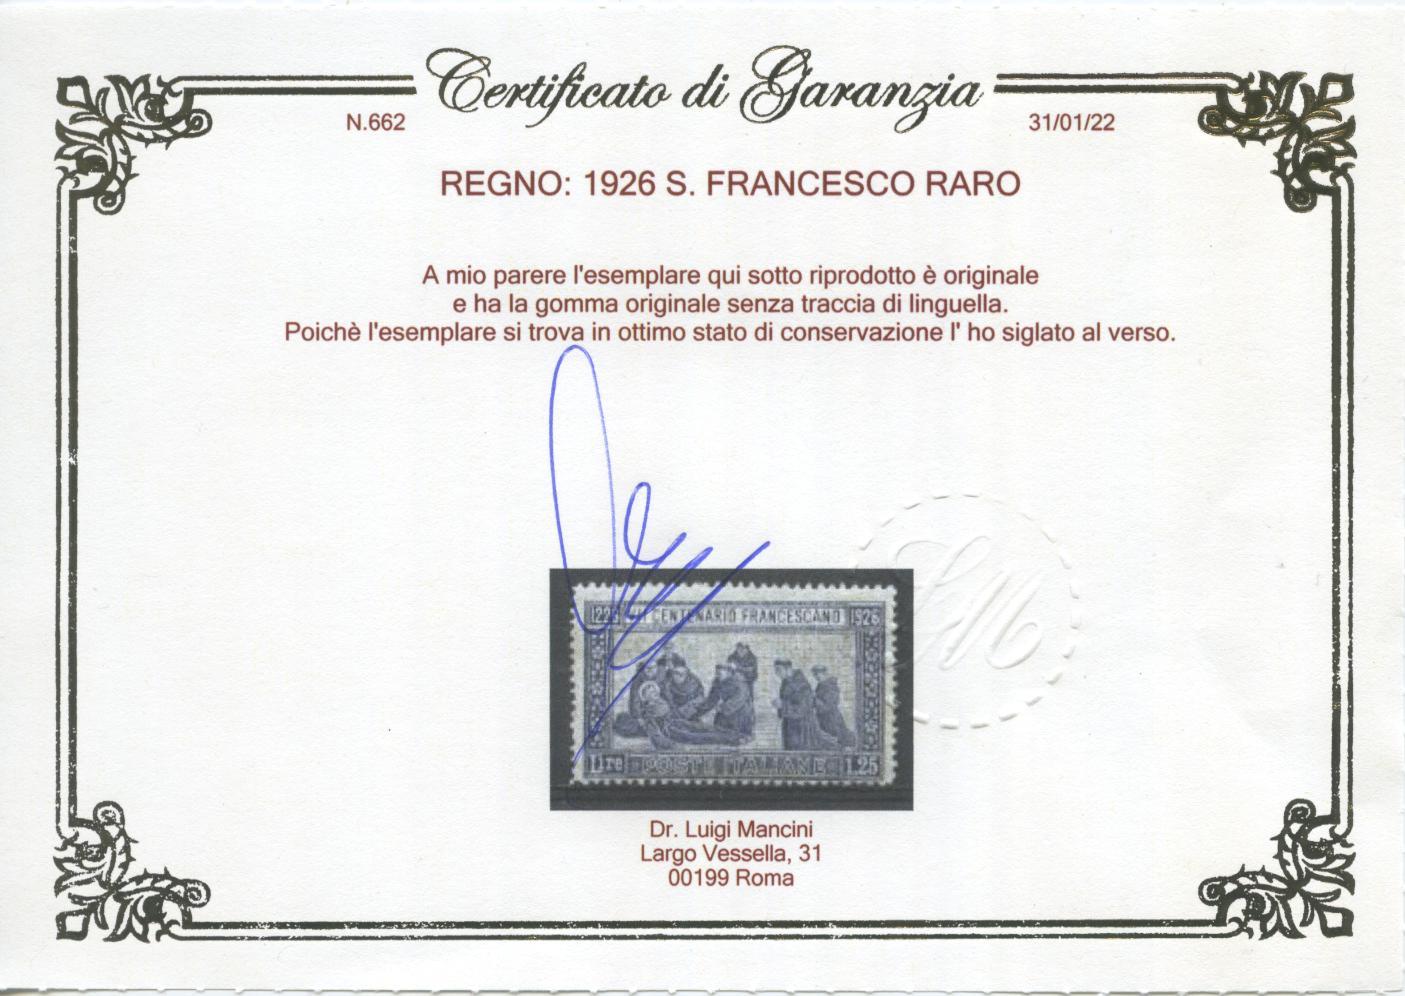 Certificato di Garanzia
N.662
31/01/22
REGNO: 1926 S. FRANCESCO RARO
A mio parere l'esemplare qui sotto riprodotto è originale
e ha la gomma originale senza traccia di linguella.
Poichè l'esemplare si trova in ottimo stato di conservazione l' ho siglato al verso.
CENTENARIO FRANCESCANO 1926
Lire POSTE ITALIANE 1.25
LM
Dr. Luigi Mancini
Largo Vessella, 31
00199 Roma